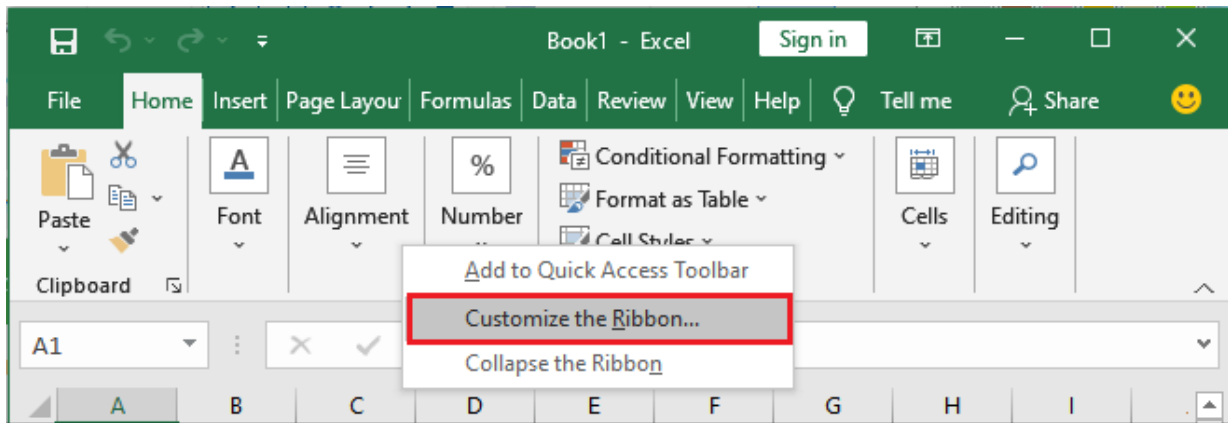 Book1 - Excel Sign in
File Home Insert Page Layou Formulas Data Review View Help Tell me Share
Paste
Clipboard
A
Font
Alignment
%
Number
Conditional Formatting
Format as Table
Cell Styles
Cells
Editing
Add to Quick Access Toolbar
Customize the Ribbon...
Collapse the Ribbon
A1
A B C D E F G H I